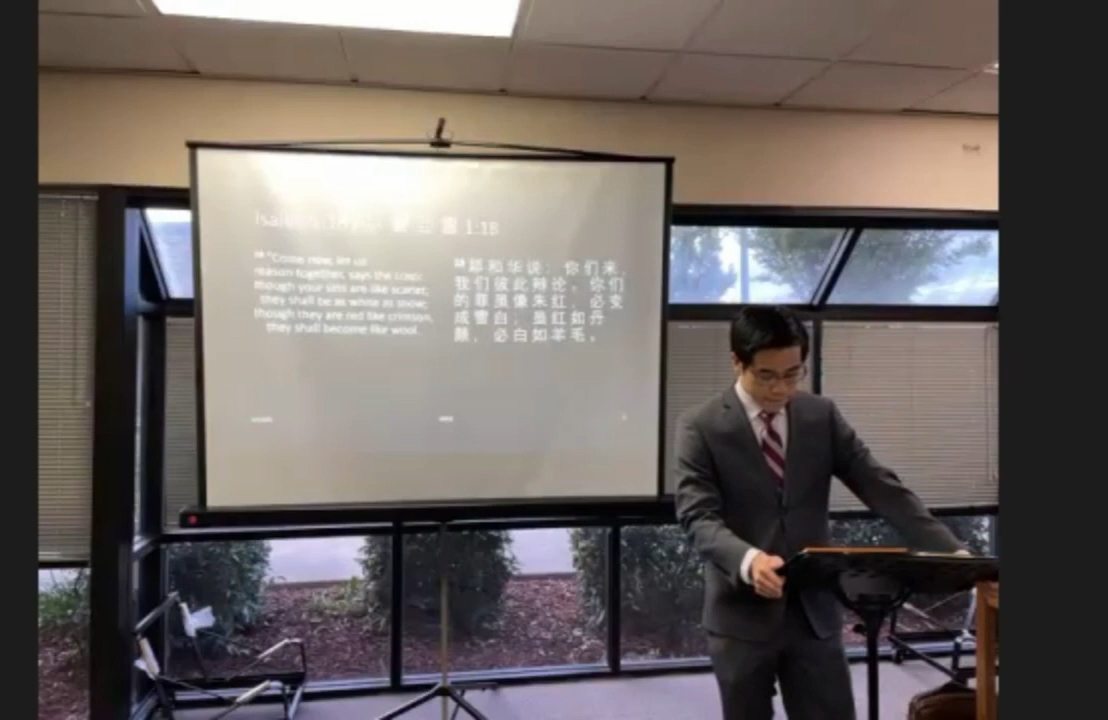 1:18
18 "Come now, let us
reason together, says the LORD:
though your sins are like scarlet,
they shall be as white as snow;
though they are red like crimson,
they shall become like wool.
18耶和华说：你们来，
我们彼此辩论。你们
的罪虽像朱红，必变
成雪白；虽红如丹
颜，必白如羊毛。